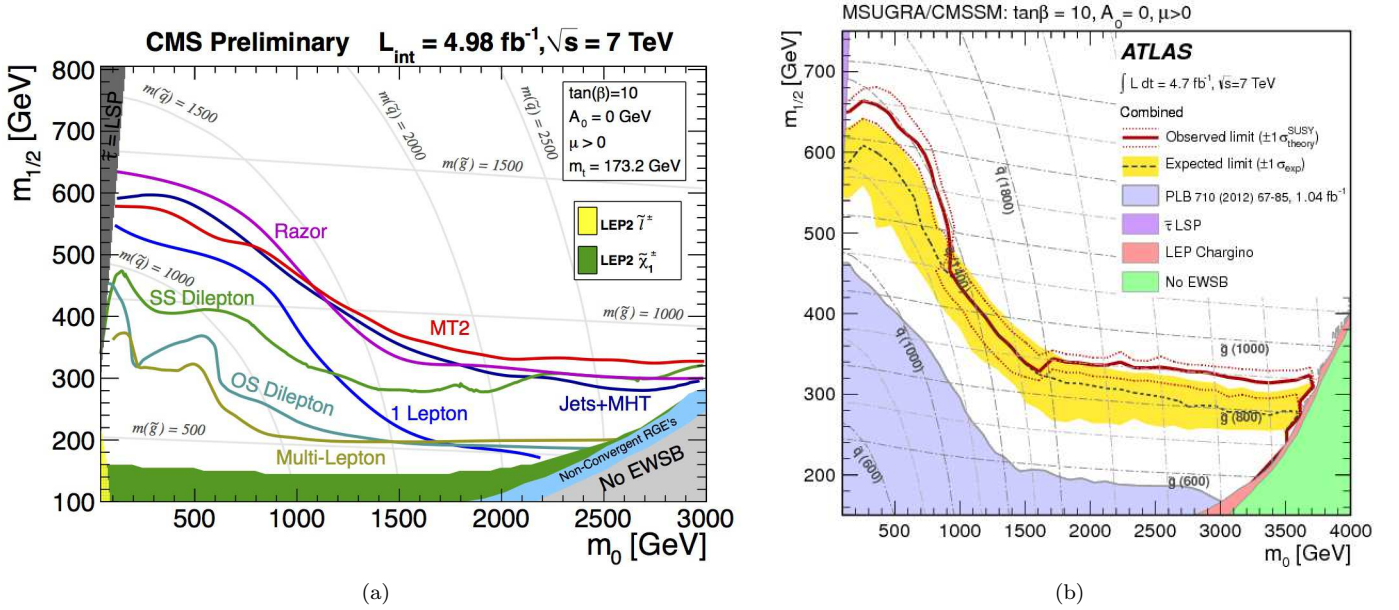 CMS Preliminary L_int = 4.98 fb⁻¹, √s = 7 TeV
m_1/2 [GeV]
800
700
600
500
400
300
200
100
500
1000
1500
2000
2500
3000
m_0 [GeV]
τ̃ = LSP
m(q̃) = 1500
m(q̃) = 2000
m(q̃) = 2500
m(g̃) = 1500
m(q̃) = 1000
m(g̃) = 1000
m(g̃) = 500
tan(β)=10
A_0 = 0 GeV
μ > 0
m_t = 173.2 GeV
LEP2 l̃^±
LEP2 χ̃_1^±
Razor
SS Dilepton
MT2
OS Dilepton
1 Lepton
Jets+MHT
Multi-Lepton
Non-Convergent RGE's
No EWSB
(a)
MSUGRA/CMSSM: tanβ = 10, A_0= 0, μ>0
m_1/2 [GeV]
700
600
500
400
300
200
500
1000
1500
2000
2500
3000
3500
4000
m_0 [GeV]
ATLAS
∫ L dt = 4.7 fb⁻¹, √s=7 TeV
Combined
Observed limit (±1 σ^SUSY_theory)
Expected limit (±1 σ_exp)
PLB 710 (2012) 67-85, 1.04 fb⁻¹
τ̃ LSP
LEP Chargino
No EWSB
q̃ (1800)
q̃ (1400)
q̃ (1000)
q̃ (600)
g̃ (1000)
g̃ (800)
g̃ (600)
(b)